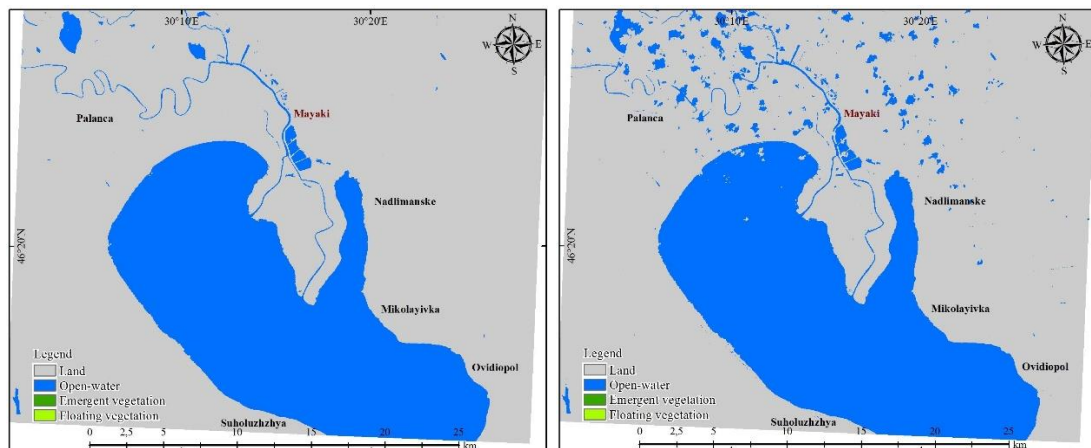 30°10'E
30°20'E
N
W E
S
Palanca
Mayaki
Nadlimanske
46°20'N
Mikolayivka
Legend
Land
Open-water
Emergent vegetation
Floating vegetation
Ovidiopol
Suholuzhzhya
0 2,5 5 10 15 20 25
km
30°10'E
30°20'E
N
W E
S
Palanca
Mayaki
Nadlimanske
46°20'N
Mikolayivka
Legend
Land
Open-water
Emergent vegetation
Floating vegetation
Ovidiopol
Suholuzhzhya
0 2,5 5 10 15 20 25
km